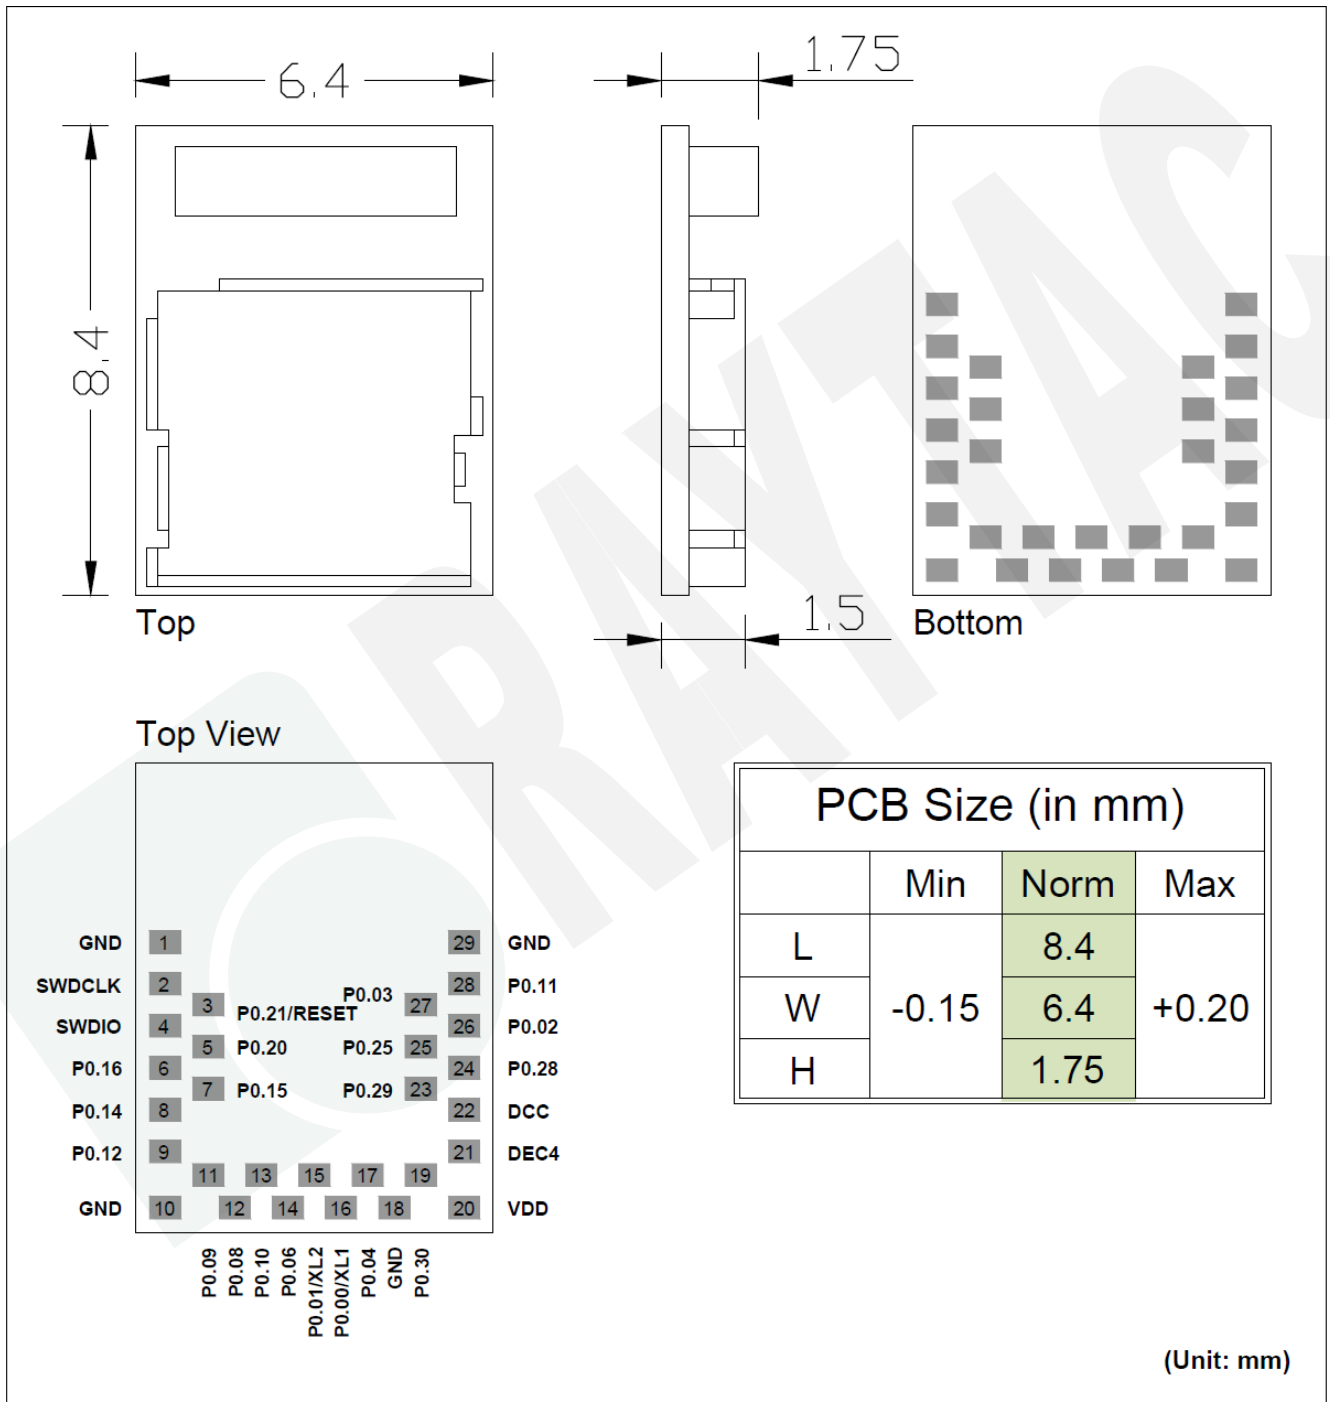 6.4
1.75
8.4
Top
1.5
Bottom
RAYTAC
Top View
GND 1 29 GND
SWDCLK 2 28 P0.11
3 P0.21/RESET P0.03 27
SWDIO 4 26 P0.02
5 P0.20 P0.25 25
P0.16 6 24 P0.28
7 P0.15 P0.29 23
P0.14 8 22 DCC
P0.12 9 21 DEC4
11 13 15 17 19
GND 10 12 14 16 18 20 VDD
P0.09
P0.08
P0.10
P0.06
P0.01/XL2
P0.00/XL1
P0.04
GND
P0.30
PCB Size (in mm)
Min Norm Max
L 8.4
W -0.15 6.4 +0.20
H 1.75
(Unit: mm)